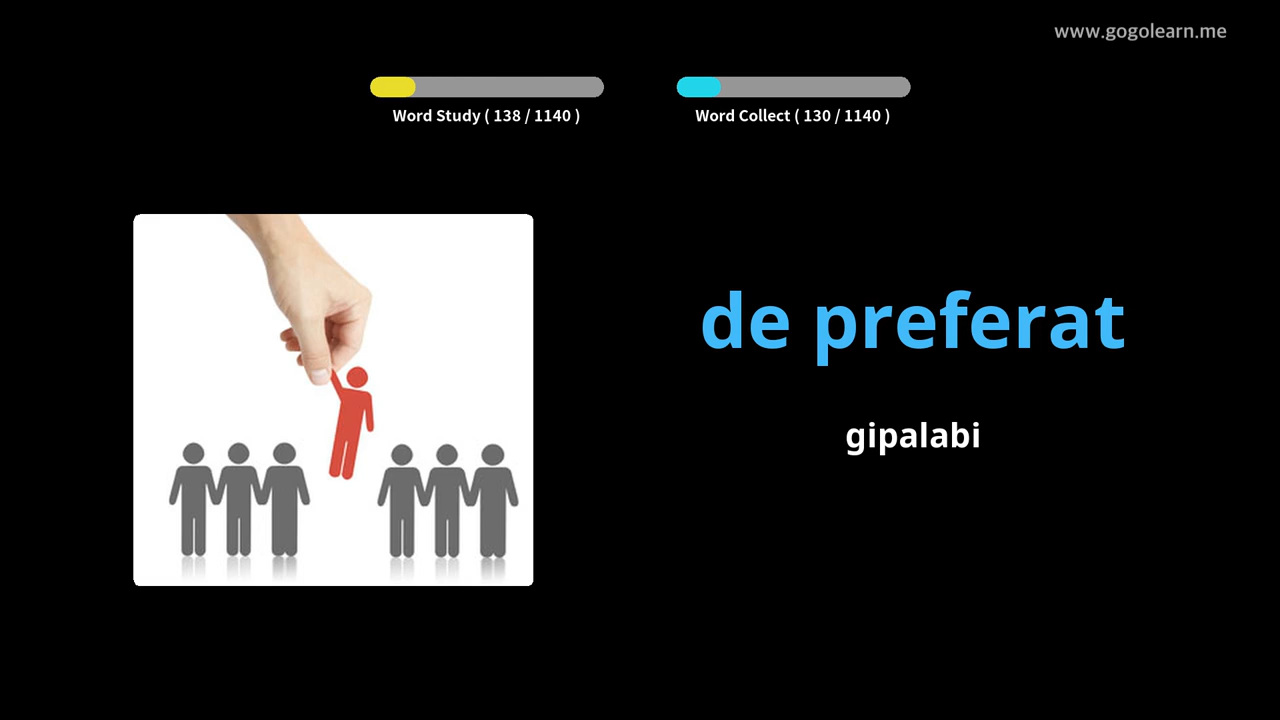 www.gogolearn.me
Word Study ( 138 / 1140 )
Word Collect ( 130 / 1140 )
de preferat
gipalabi